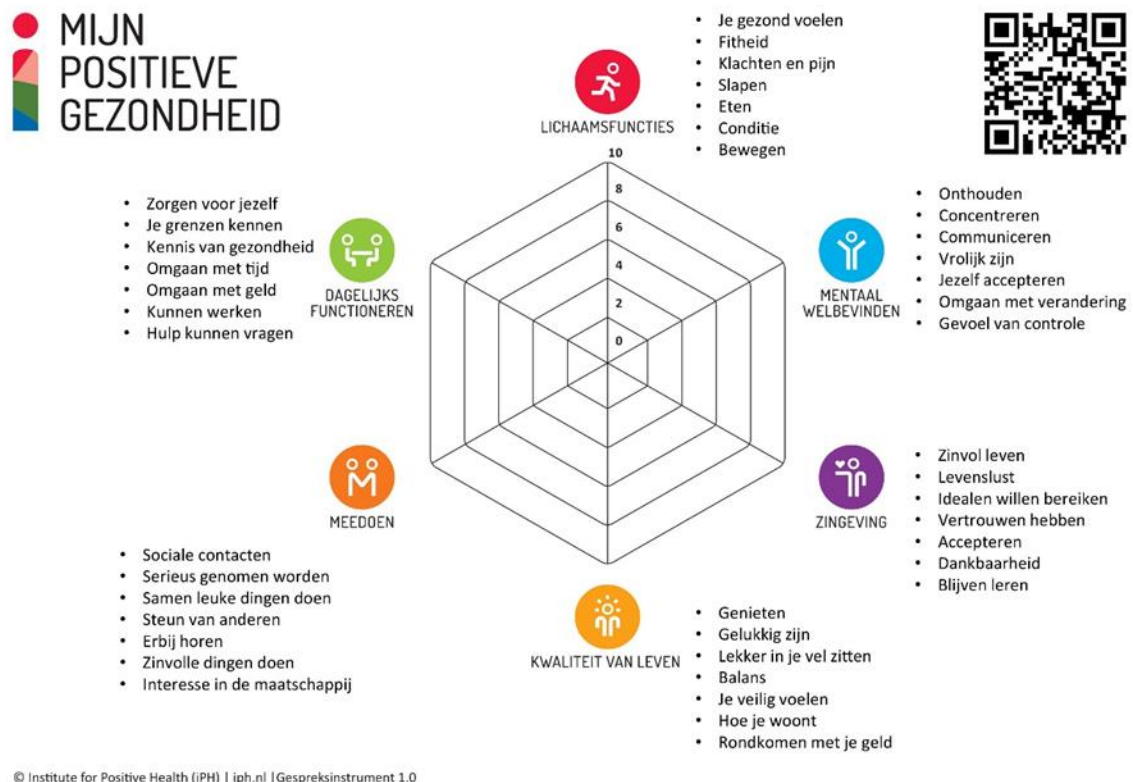 MIJN
POSITIEVE
GEZONDHEID
LICHAAMSFUNCTIES
• Je gezond voelen
• Fitheid
• Klachten en pijn
• Slapen
• Eten
• Conditie
• Bewegen
10
8
6
4
2
0
MENTAAL
WELBEVINDEN
• Onthouden
• Concentreren
• Communiceren
• Vrolijk zijn
• Jezelf accepteren
• Omgaan met verandering
• Gevoel van controle
ZINGEVING
• Zinvol leven
• Levenslust
• Idealen willen bereiken
• Vertrouwen hebben
• Accepteren
• Dankbaarheid
• Blijven leren
KWALITEIT VAN LEVEN
• Genieten
• Gelukkig zijn
• Lekker in je vel zitten
• Balans
• Je veilig voelen
• Hoe je woont
• Rondkomen met je geld
MEEDOEN
• Sociale contacten
• Serieus genomen worden
• Samen leuke dingen doen
• Steun van anderen
• Erbij horen
• Zinvolle dingen doen
• Interesse in de maatschappij
DAGELIJKS
FUNCTIONEREN
• Zorgen voor jezelf
• Je grenzen kennen
• Kennis van gezondheid
• Omgaan met tijd
• Omgaan met geld
• Kunnen werken
• Hulp kunnen vragen
© Institute for Positive Health (iPH) | iph.nl |Gespreksinstrument 1.0